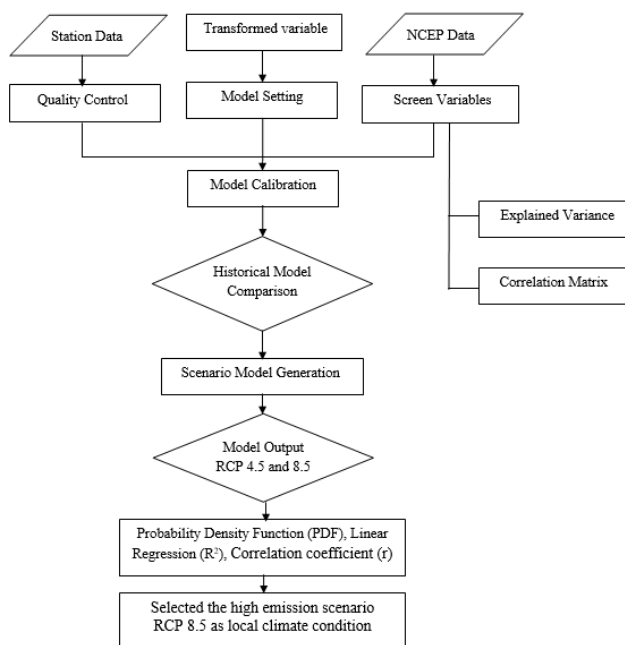 Station Data
Transformed variable
NCEP Data
Quality Control
Model Setting
Screen Variables
Model Calibration
Explained Variance
Historical Model
Comparison
Correlation Matrix
Scenario Model Generation
Model Output
RCP 4.5 and 8.5
Probability Density Function (PDF), Linear
Regression (R²), Correlation coefficient (r)
Selected the high emission scenario
RCP 8.5 as local climate condition